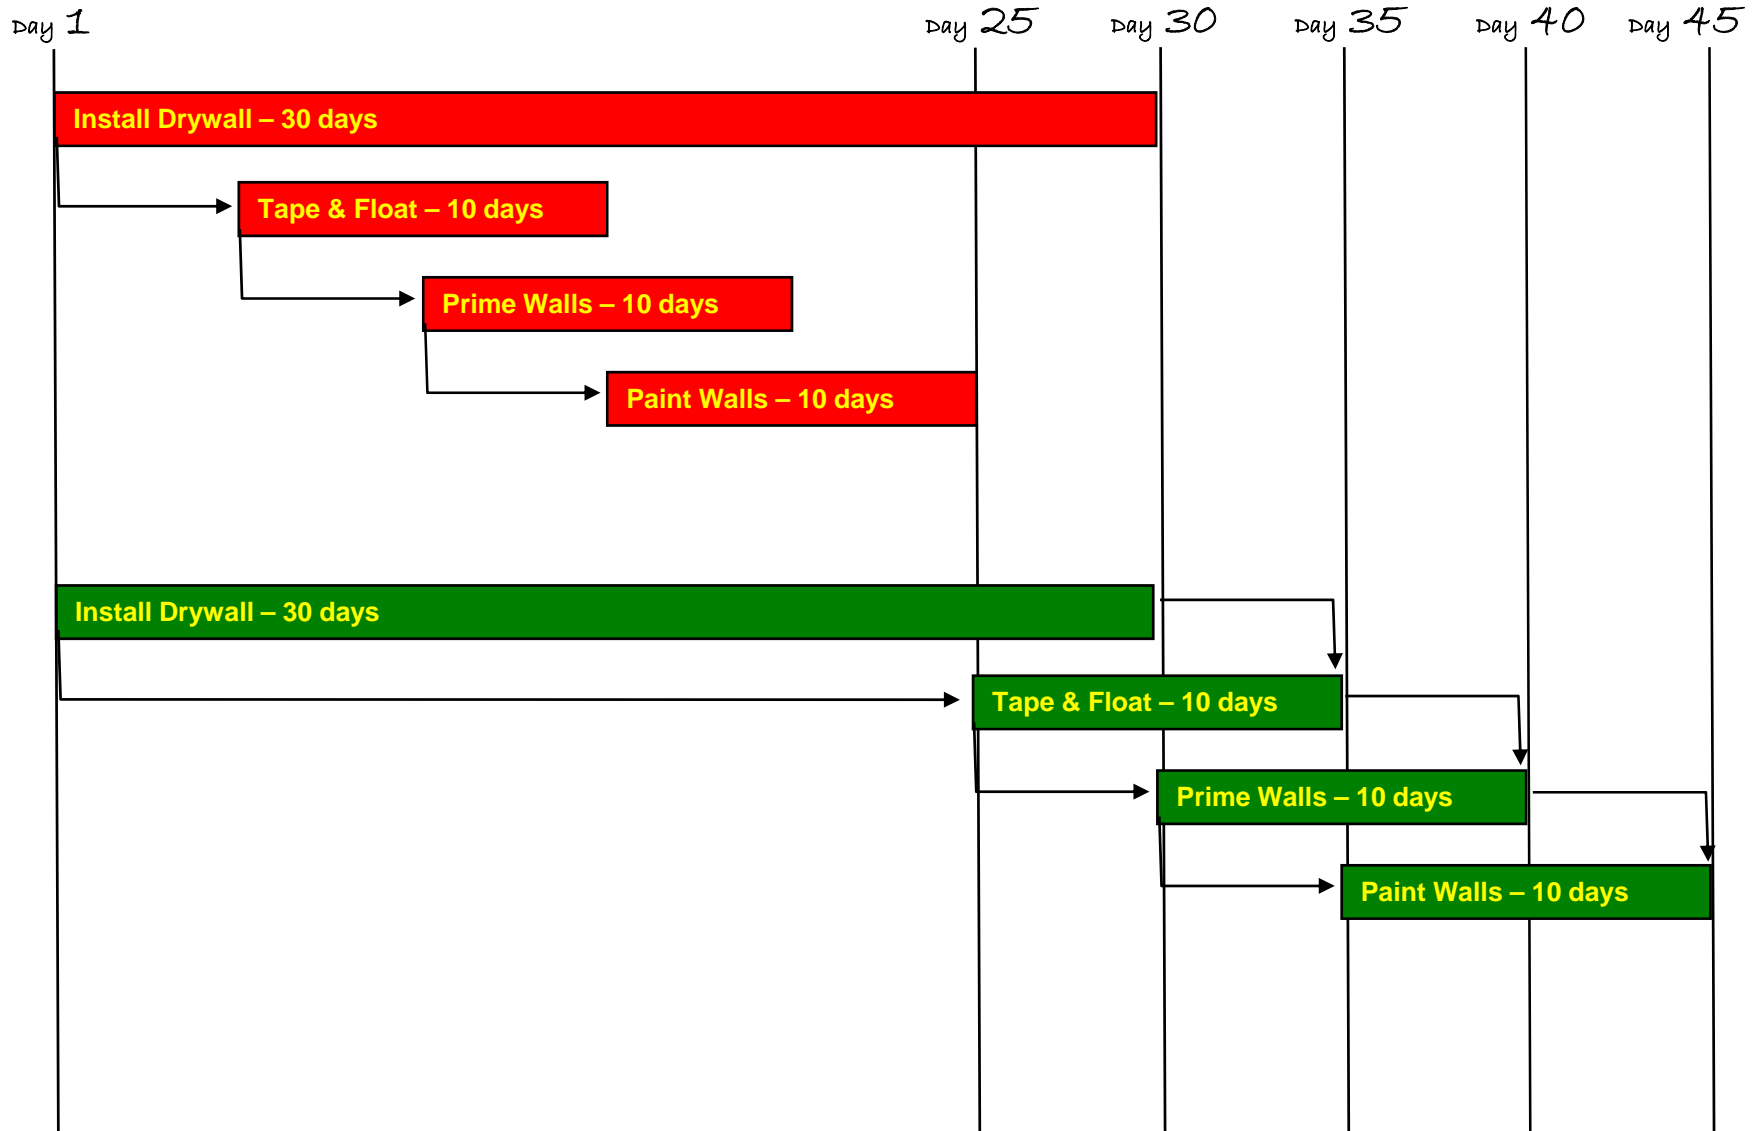 Day 1 Day 25 Day 30 Day 35 Day 40 Day 45
Install Drywall – 30 days
Tape & Float – 10 days
Prime Walls – 10 days
Paint Walls – 10 days
Install Drywall – 30 days
Tape & Float – 10 days
Prime Walls – 10 days
Paint Walls – 10 days